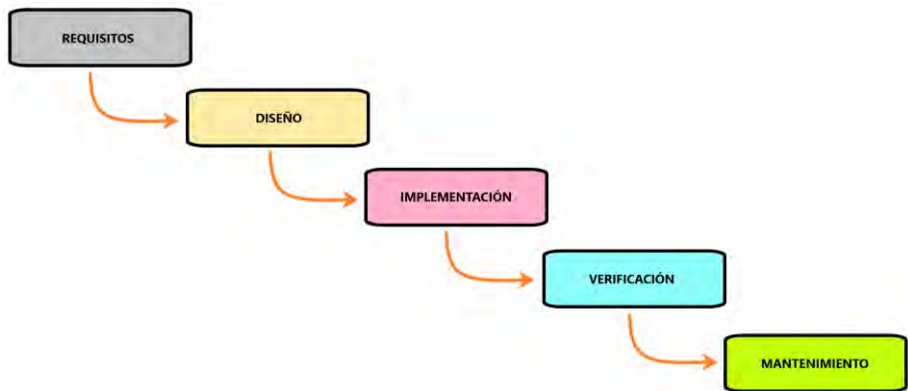 REQUISITOS
DISEÑO
IMPLEMENTACIÓN
VERIFICACIÓN
MANTENIMIENTO